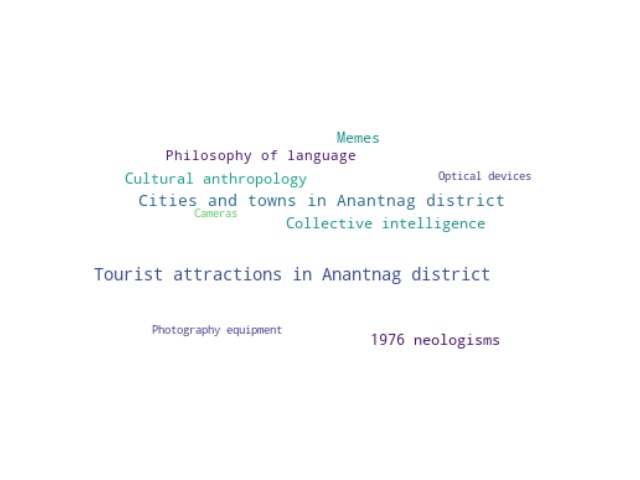 Memes
Philosophy of language
Optical devices
Cultural anthropology
Cities and towns in Anantnag district
Cameras
Collective intelligence
Tourist attractions in Anantnag district
Photography equipment
1976 neologisms